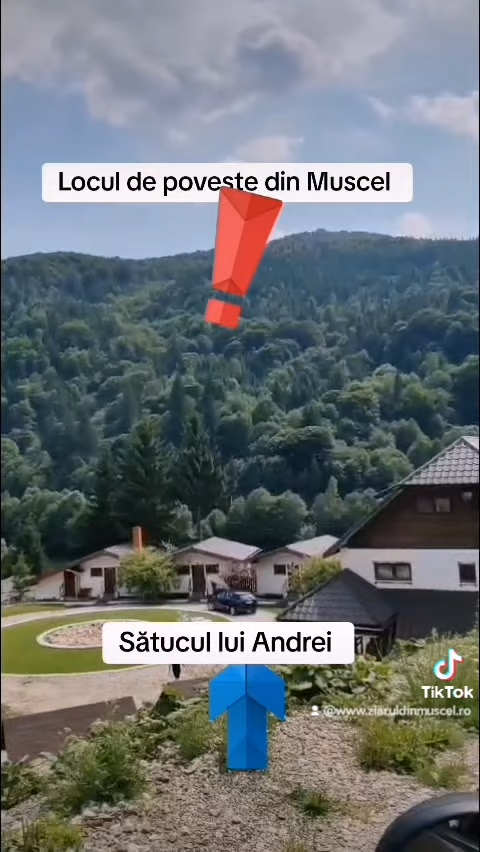 Locul de poveste din Muscel
Sătucul lui Andrei
TikTok
@www.ziaruldinmuscel.ro